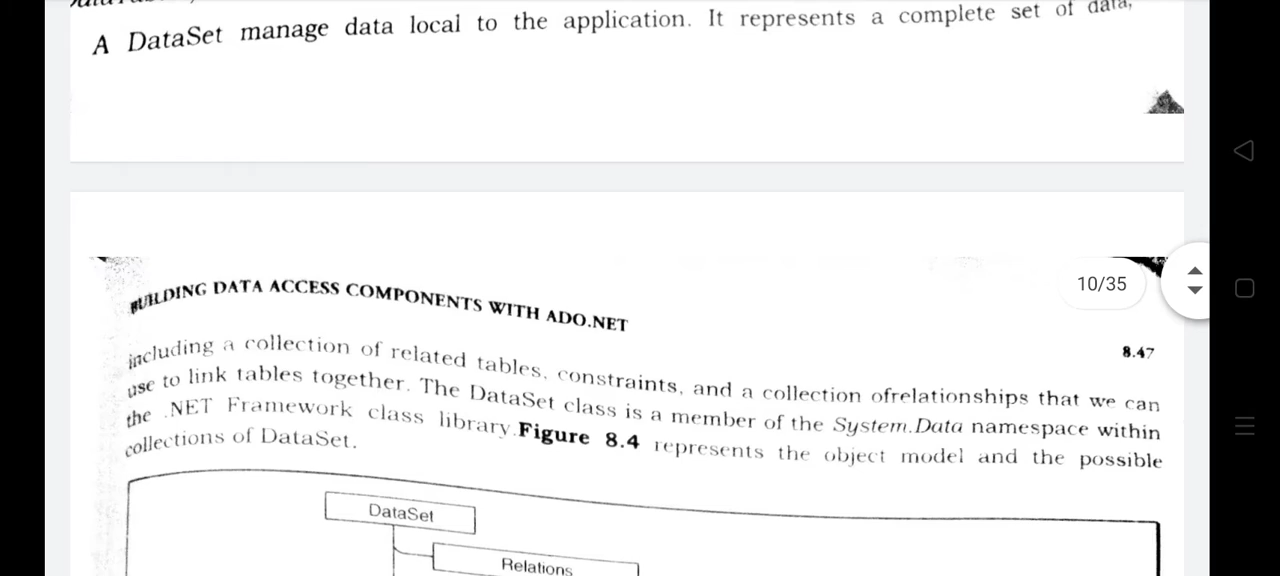 A DataSet manage data local to the application. It represents a complete set of data,
10/35
BUILDING DATA ACCESS COMPONENTS WITH ADO.NET
8.47
including a collection of related tables, constraints, and a collection ofrelationships that we can
use to link tables together. The DataSet class is a member of the System.Data namespace within
the .NET Framework class library.Figure 8.4 represents the object model and the possible
collections of DataSet.
DataSet
Relations